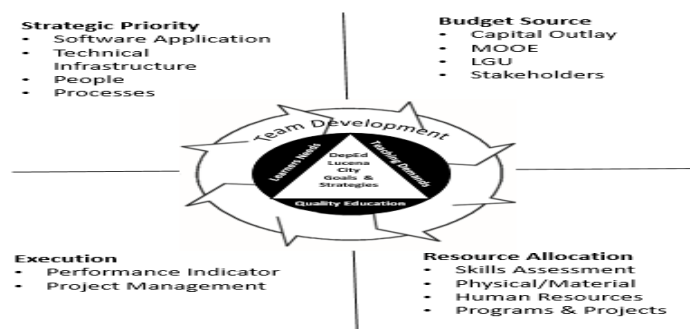 Strategic Priority
• Software Application
• Technical
Infrastructure
• People
• Processes
Budget Source
• Capital Outlay
• MOOE
• LGU
• Stakeholders
Team Development
Learners Needs
Teaching Demands
DepEd
Lucena
City
Goals &
Strategies
Quality Education
Execution
• Performance Indicator
• Project Management
Resource Allocation
• Skills Assessment
• Physical/Material
• Human Resources
• Programs & Projects